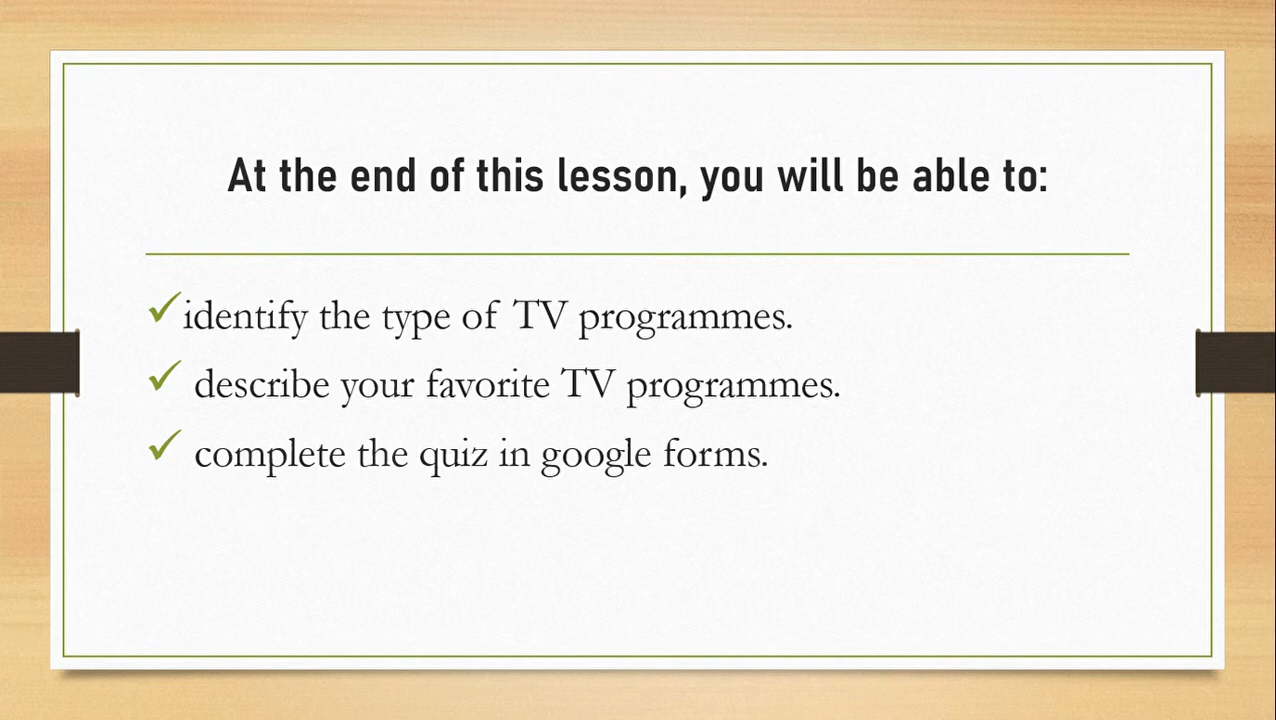 At the end of this lesson, you will be able to:
✓identify the type of TV programmes.
✓ describe your favorite TV programmes.
✓ complete the quiz in google forms.